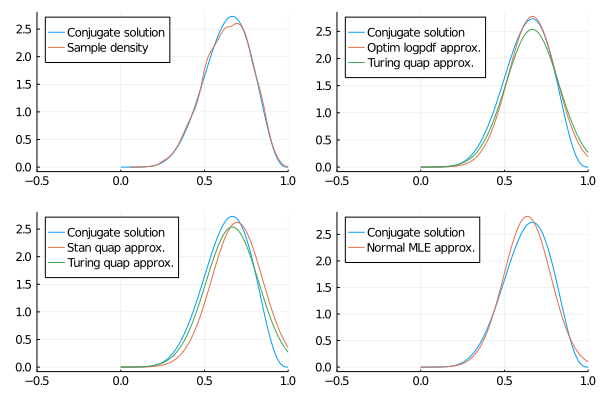 Conjugate solution
Sample density
2.5
2.0
1.5
1.0
0.5
0.0
−0.5 0.0 0.5 1.0
Conjugate solution
Optim logpdf approx.
Turing quap approx.
2.5
2.0
1.5
1.0
0.5
0.0
−0.5 0.0 0.5 1.0
Conjugate solution
Stan quap approx.
Turing quap approx.
2.5
2.0
1.5
1.0
0.5
0.0
−0.5 0.0 0.5 1.0
Conjugate solution
Normal MLE approx.
2.5
2.0
1.5
1.0
0.5
0.0
−0.5 0.0 0.5 1.0